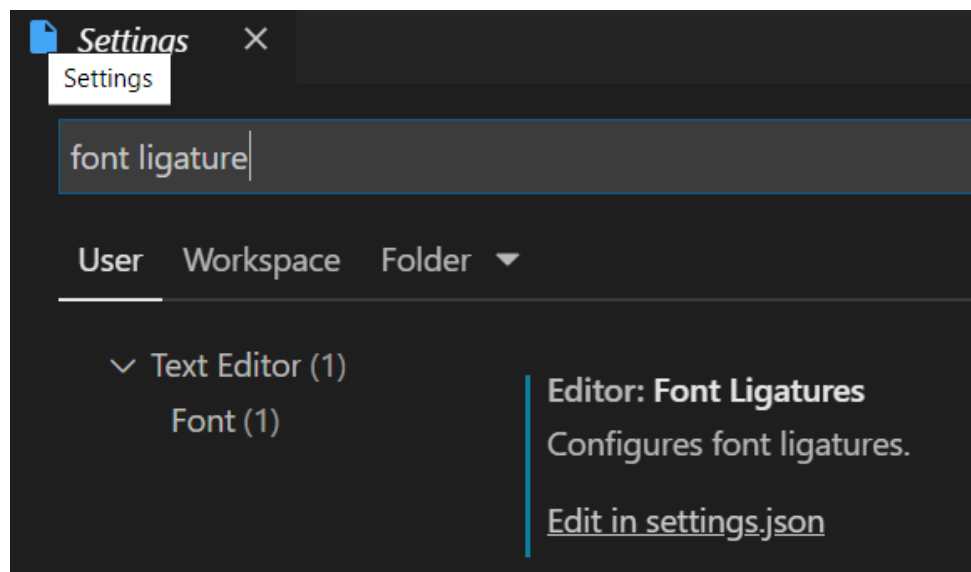 Settings
Settings
font ligature
User Workspace Folder
Text Editor (1)
Font (1)
Editor: Font Ligatures
Configures font ligatures.
Edit in settings.json